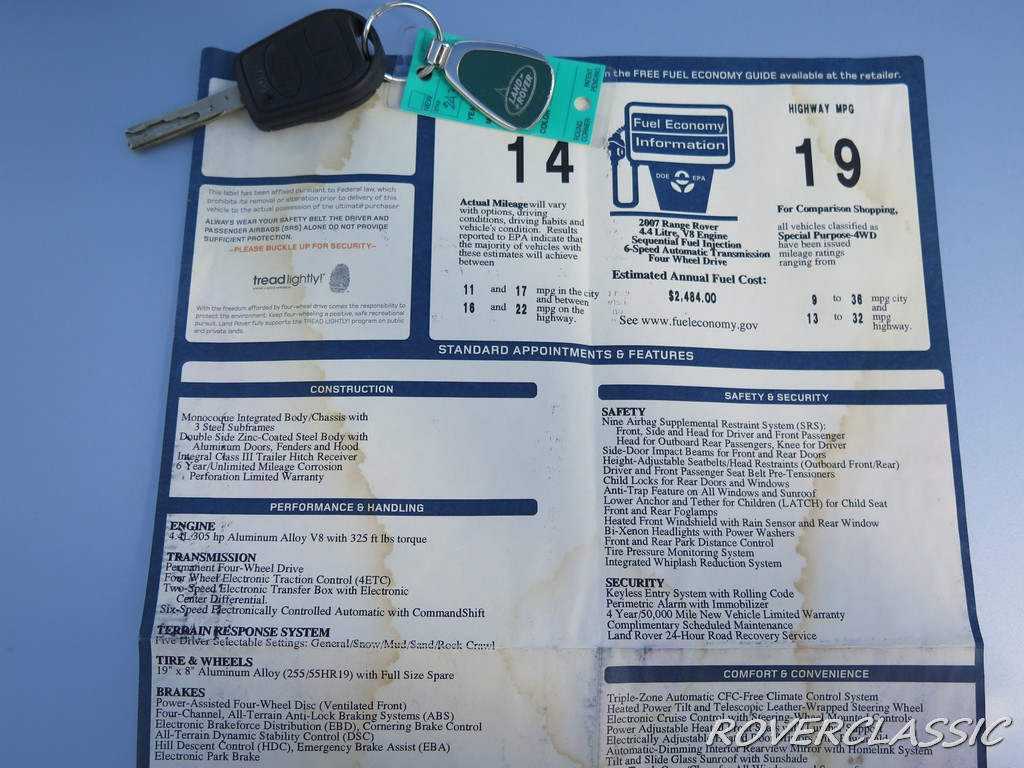 n the FREE FUEL ECONOMY GUIDE available at the retailer.
PATENT PENDING
NEW
COLOR
ROUND CORNER
LAND-
-ROVER
14
Fuel Economy
Information
DOE EPA
HIGHWAY MPG
19
This label has been affixed pursuant to Federal law, which
prohibits its removal or alteration prior to delivery of this
vehicle to the actual possession of the ultimate purchaser.
ALWAYS WEAR YOUR SAFETY BELT. THE DRIVER AND
PASSENGER AIRBAGS (SRS) ALONE DO NOT PROVIDE
SUFFICIENT PROTECTION.
–PLEASE BUCKLE UP FOR SECURITY–
treadlightly!
With the freedom afforded by four-wheel drive comes the responsibility to
protect the environment. Keep four-wheeling a positive, safe recreational
pursuit. Land Rover fully supports the TREAD LIGHTLY! program on public
and private lands.
Actual Mileage will vary
with options, driving
conditions, driving habits and
vehicle's condition. Results
reported to EPA indicate that
the majority of vehicles with
these estimates will achieve
between
11 and 17 mpg in the city
and between
16 and 22 mpg on the
highway.
2007 Range Rover
4.4 Litre, V8 Engine
Sequential Fuel Injection
6-Speed Automatic Transmission
Four Wheel Drive
Estimated Annual Fuel Cost:
$2,484.00
See www.fueleconomy.gov
For Comparison Shopping,
all vehicles classified as
Special Purpose-4WD
have been issued
mileage ratings
ranging from
9 to 36 mpg city
and
13 to 32 mpg
highway.
STANDARD APPOINTMENTS & FEATURES
CONSTRUCTION
Monocoque Integrated Body/Chassis with
3 Steel Subframes
Double Side Zinc-Coated Steel Body with
Aluminum Doors, Fenders and Hood
Integral Class III Trailer Hitch Receiver
6 Year/Unlimited Mileage Corrosion
Perforation Limited Warranty
PERFORMANCE & HANDLING
ENGINE
4.4L 305 hp Aluminum Alloy V8 with 325 ft lbs torque
TRANSMISSION
Permanent Four-Wheel Drive
Four Wheel Electronic Traction Control (4ETC)
Two-Speed Electronic Transfer Box with Electronic
Center Differential.
Six-Speed Electronically Controlled Automatic with CommandShift
TERRAIN RESPONSE SYSTEM
Five Driver Selectable Settings: General/Snow/Mud/Sand/Rock Crawl
TIRE & WHEELS
19" x 8" Aluminum Alloy (255/55HR19) with Full Size Spare
BRAKES
Power-Assisted Four-Wheel Disc (Ventilated Front)
Four-Channel, All-Terrain Anti-Lock Braking Systems (ABS)
Electronic Brakeforce Distribution (EBD), Cornering Brake Control
All-Terrain Dynamic Stability Control (DSC)
Hill Descent Control (HDC), Emergency Brake Assist (EBA)
Electronic Park Brake
SAFETY & SECURITY
SAFETY
Nine Airbag Supplemental Restraint System (SRS):
Front, Side and Head for Driver and Front Passenger
Head for Outboard Rear Passengers, Knee for Driver
Side-Door Impact Beams for Front and Rear Doors
Height-Adjustable Seatbelts/Head Restraints (Outboard Front/Rear)
Driver and Front Passenger Seat Belt Pre-Tensioners
Child Locks for Rear Doors and Windows
Anti-Trap Feature on All Windows and Sunroof
Lower Anchor and Tether for Children (LATCH) for Child Seat
Front and Rear Foglamps
Heated Front Windshield with Rain Sensor and Rear Window
Bi-Xenon Headlights with Power Washers
Front and Rear Park Distance Control
Tire Pressure Monitoring System
Integrated Whiplash Reduction System
SECURITY
Keyless Entry System with Rolling Code
Perimetric Alarm with Immobilizer
4 Year/50,000 Mile New Vehicle Limited Warranty
Complimentary Scheduled Maintenance
Land Rover 24-Hour Road Recovery Service
COMFORT & CONVENIENCE
Triple-Zone Automatic CFC-Free Climate Control System
Heated Power Tilt and Telescopic Leather-Wrapped Steering Wheel
Electronic Cruise Control with Steering Wheel Mounted Controls
Power Adjustable Heated Front
Electrically Adjustable
Automatic-Dimming Interior Rearview Mirror with Homelink System
Tilt and Slide Glass Sunroof with Sunshade
ROVERCLASSIC